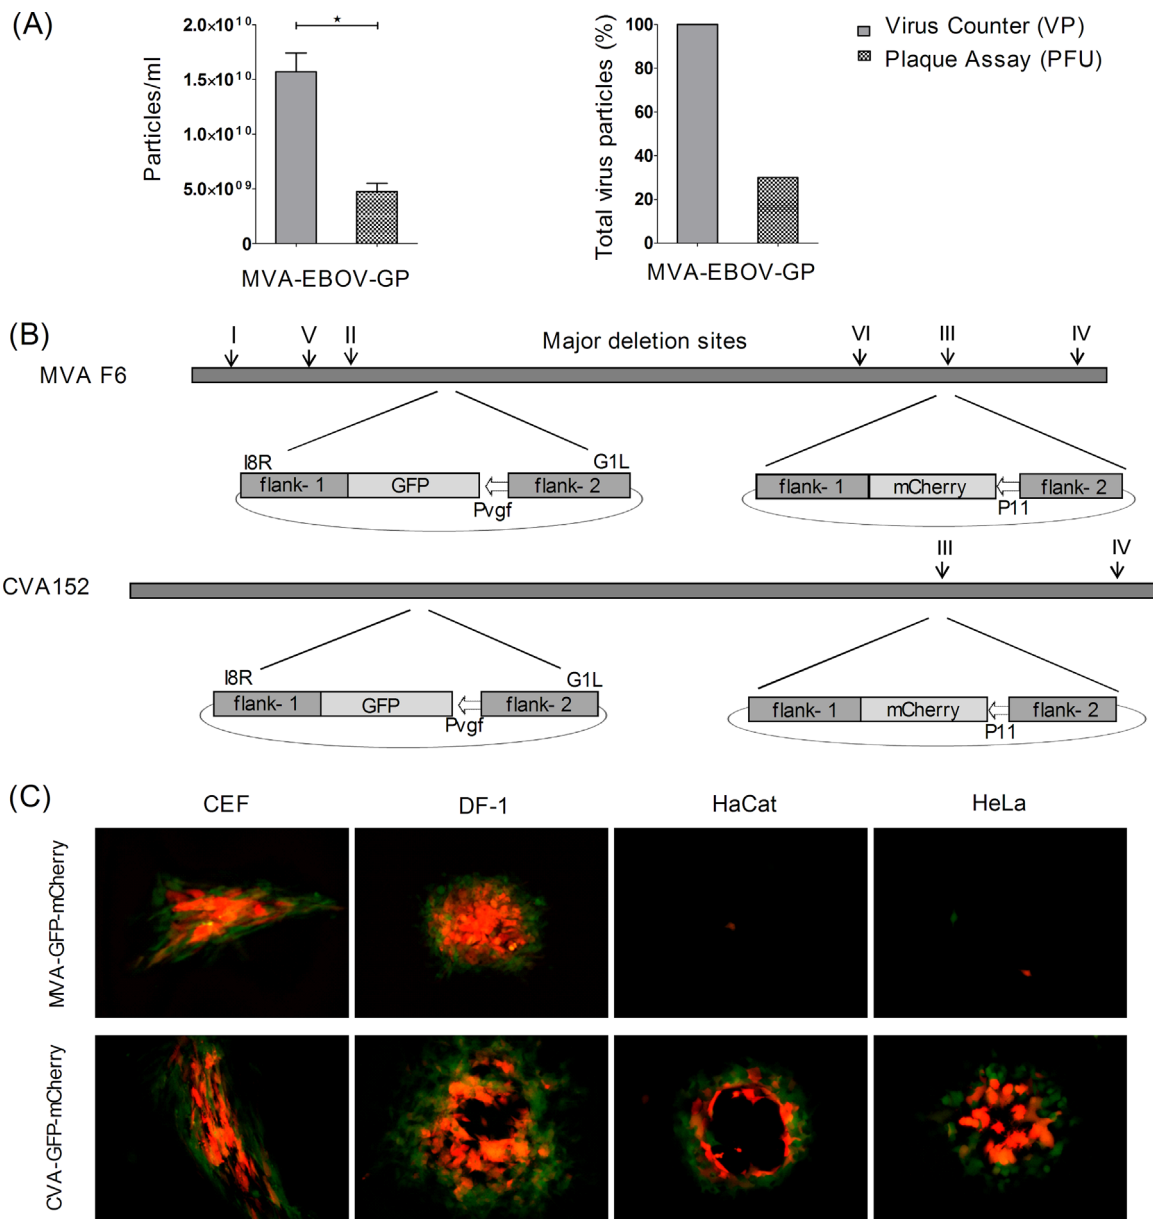 (A)
Particles/ml
2.0×10¹⁰
1.5×10¹⁰
1.0×10¹⁰
5.0×10⁰⁹
0
★
MVA-EBOV-GP
Total virus particles (%)
100
80
60
40
20
0
MVA-EBOV-GP
Virus Counter (VP)
Plaque Assay (PFU)
(B)
I V II Major deletion sites VI III IV
MVA F6
I8R G1L
flank- 1 GFP flank- 2
Pvgf
flank- 1 mCherry flank- 2
P11
III IV
CVA152
I8R G1L
flank- 1 GFP flank- 2
Pvgf
flank- 1 mCherry flank- 2
P11
(C)
CEF DF-1 HaCat HeLa
MVA-GFP-mCherry
CVA-GFP-mCherry